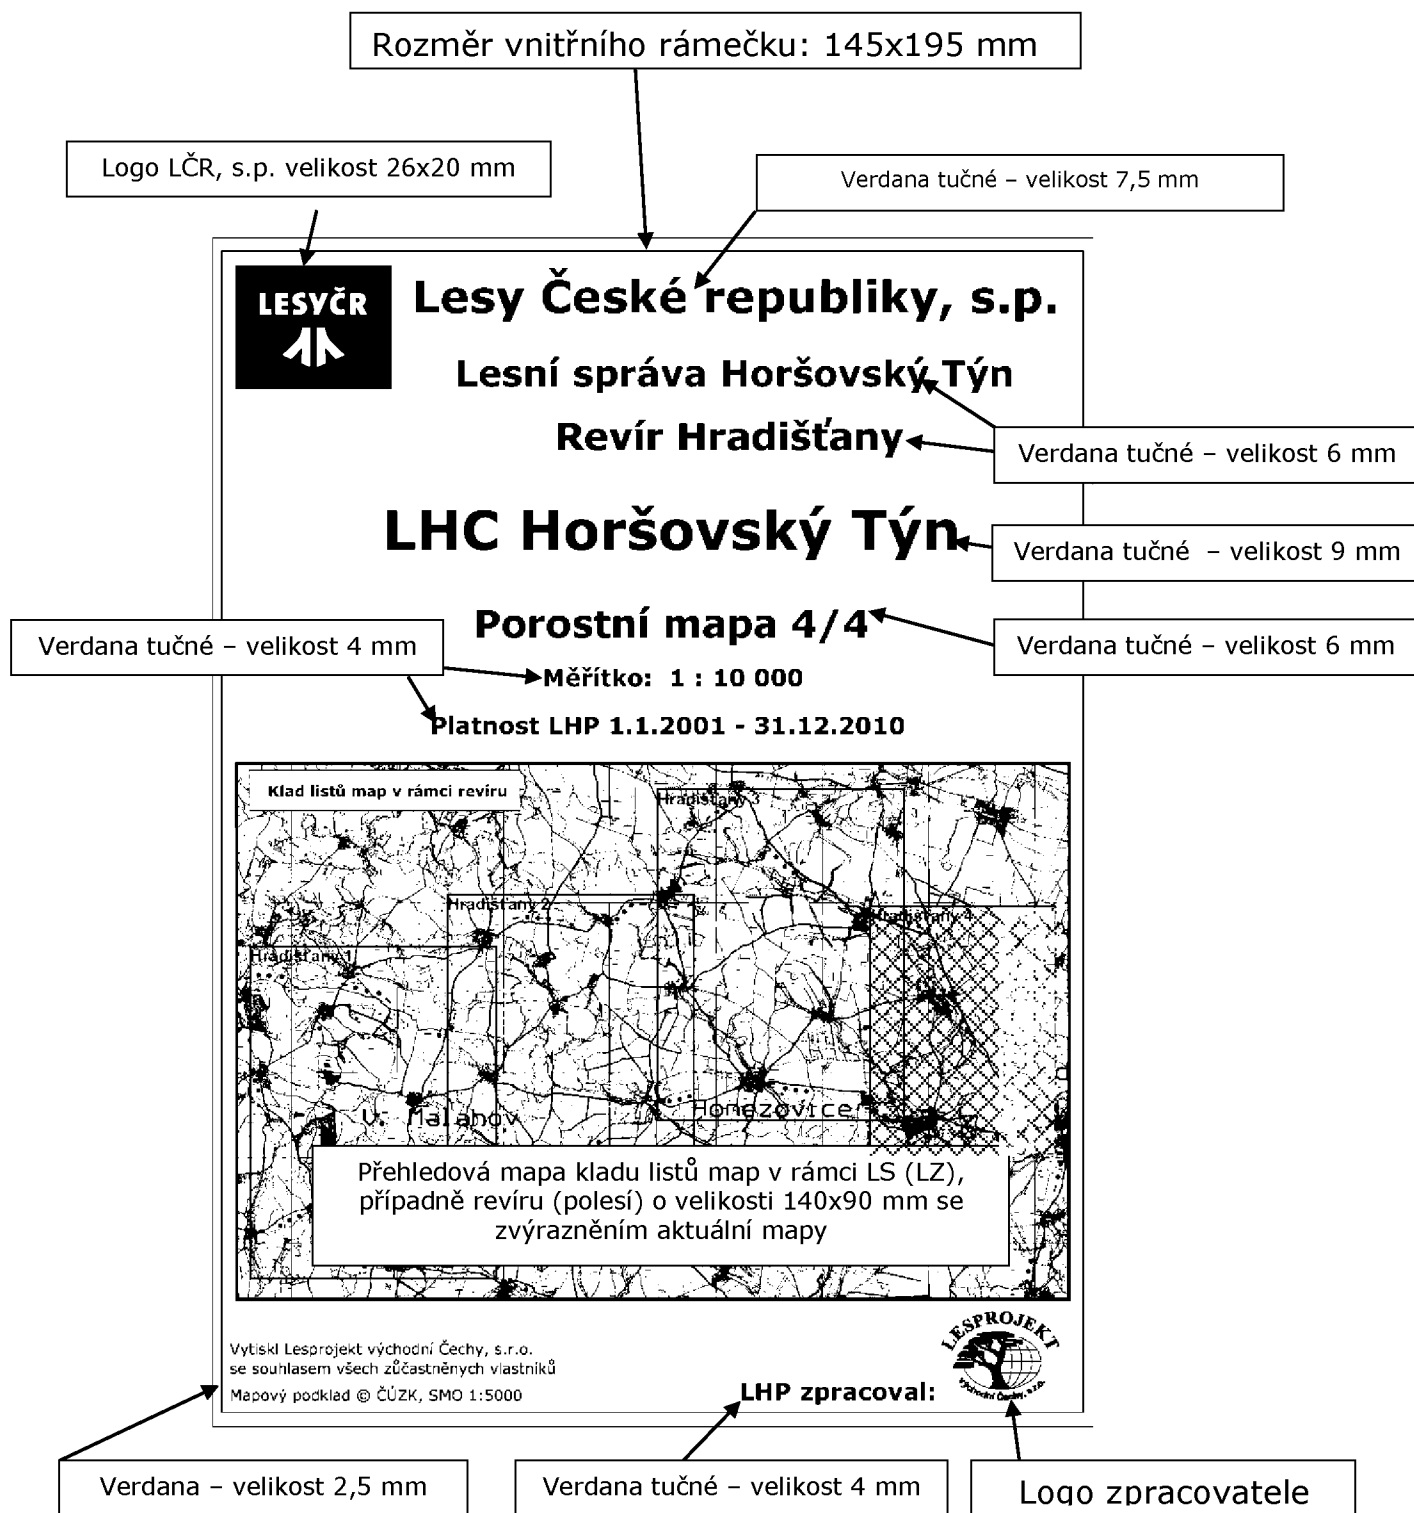 Rozměr vnitřního rámečku: 145x195 mm
Logo LČR, s.p. velikost 26x20 mm
Verdana tučné – velikost 7,5 mm
LESYČR
Lesy České republiky, s.p.
Lesní správa Horšovský Týn
Revír Hradišťany
Verdana tučné – velikost 6 mm
LHC Horšovský Týn
Verdana tučné – velikost 9 mm
Porostní mapa 4/4
Verdana tučné – velikost 4 mm
Verdana tučné – velikost 6 mm
Měřítko: 1 : 10 000
Platnost LHP 1.1.2001 - 31.12.2010
Klad listů map v rámci revíru
Hradišťany 3
Hradišťany 2
Hradišťany 4
Hradišťany 1
V. Malahov
Honezovice
Přehledová mapa kladu listů map v rámci LS (LZ),
případně revíru (polesí) o velikosti 140x90 mm se
zvýrazněním aktuální mapy
LESPROJEKT
východní Čechy, s.r.o.
Vytiskl Lesprojekt východní Čechy, s.r.o.
se souhlasem všech zůčastněných vlastníků
Mapový podklad © ČÚZK, SMO 1:5000
LHP zpracoval:
Verdana – velikost 2,5 mm
Verdana tučné – velikost 4 mm
Logo zpracovatele